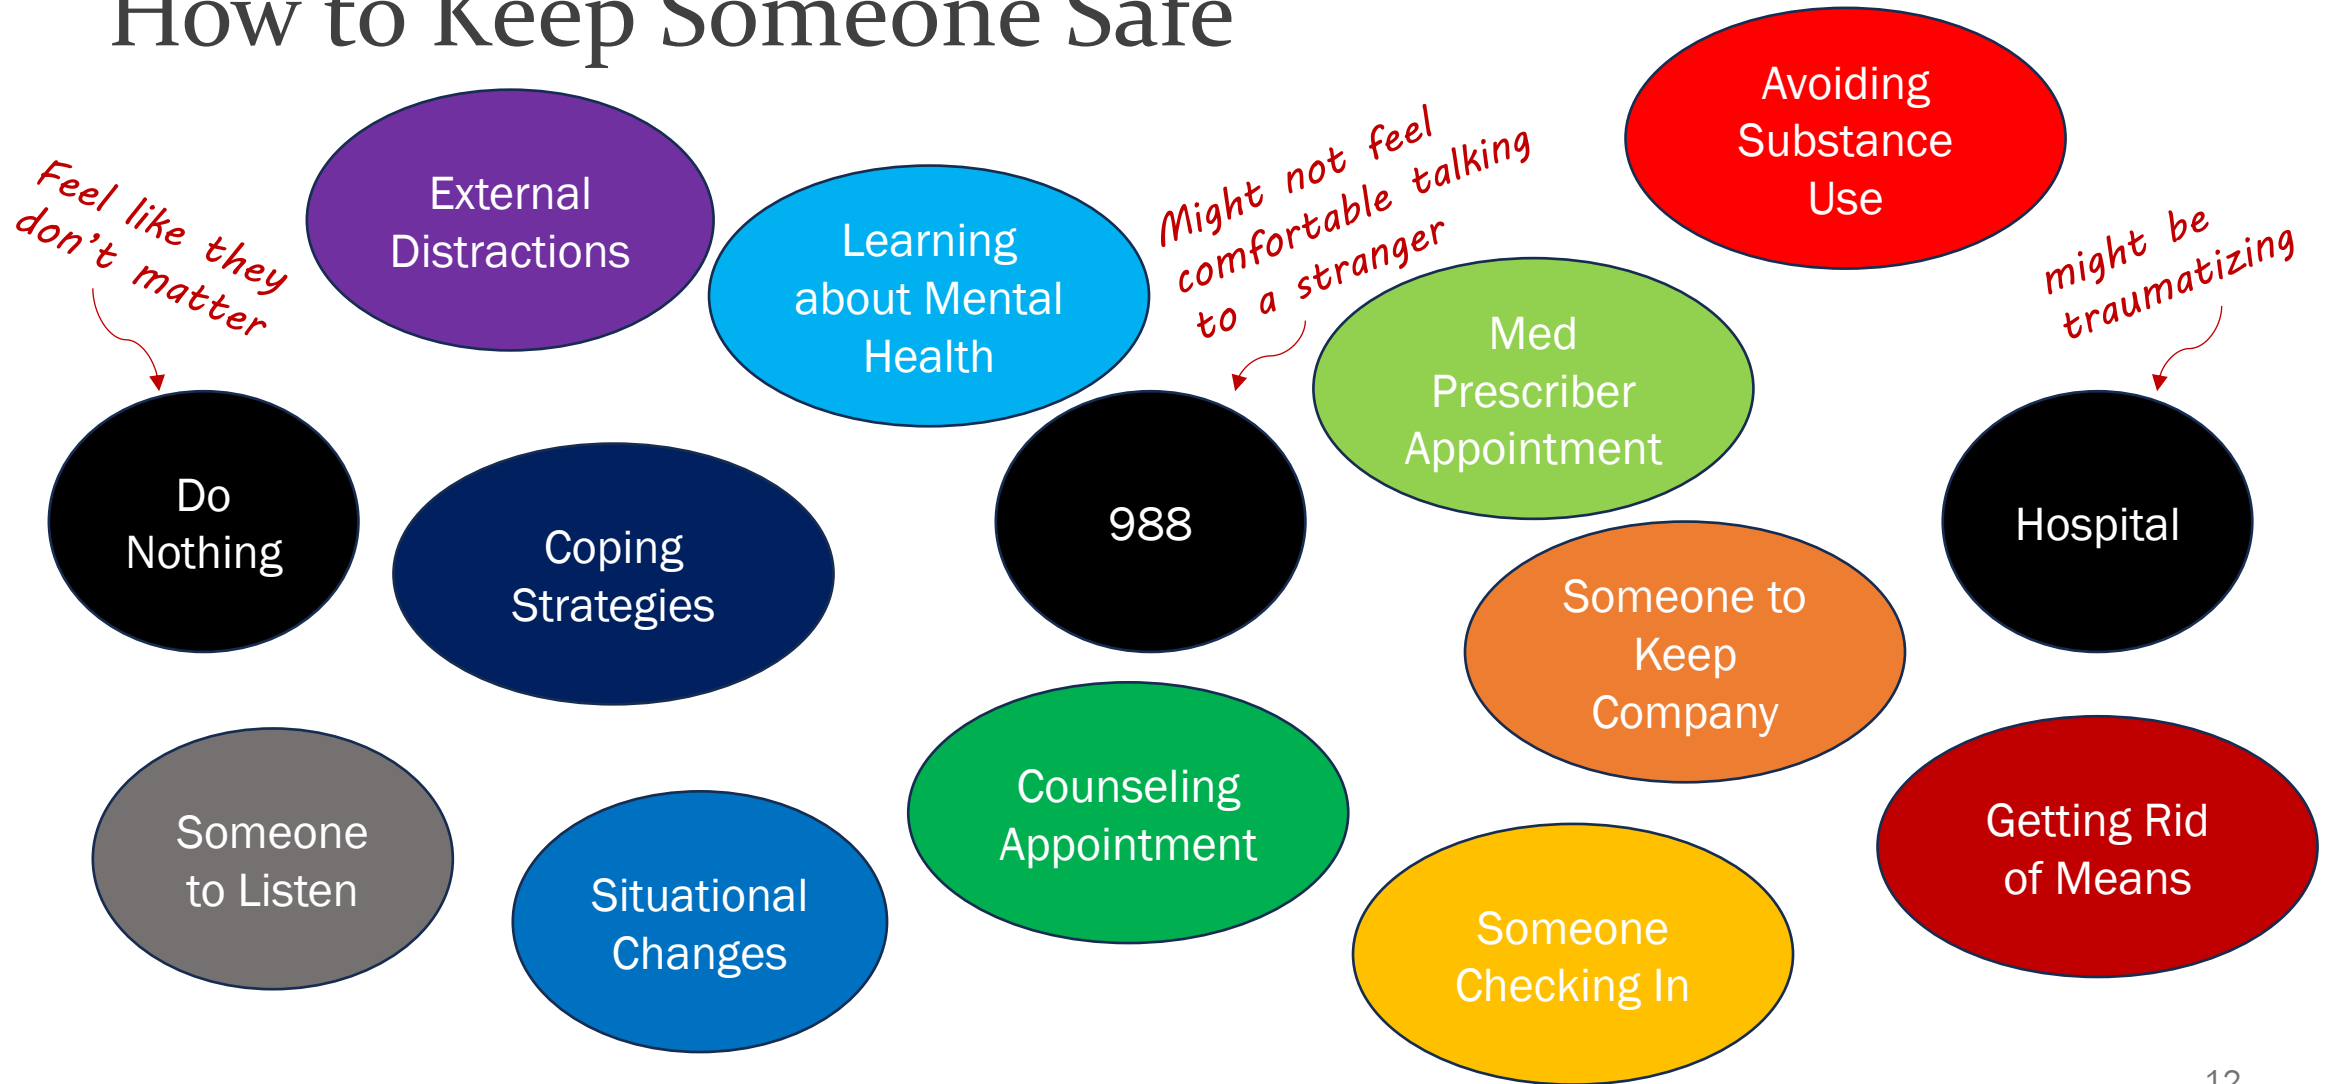 How to Keep Someone Safe
Feel like they
don't matter
External
Distractions
Learning
about Mental
Health
Might not feel
comfortable talking
to a stranger
Avoiding
Substance
Use
might be
traumatizing
Do
Nothing
Coping
Strategies
988
Med
Prescriber
Appointment
Someone to
Keep
Company
Hospital
Someone
to Listen
Situational
Changes
Counseling
Appointment
Someone
Checking In
Getting Rid
of Means
12